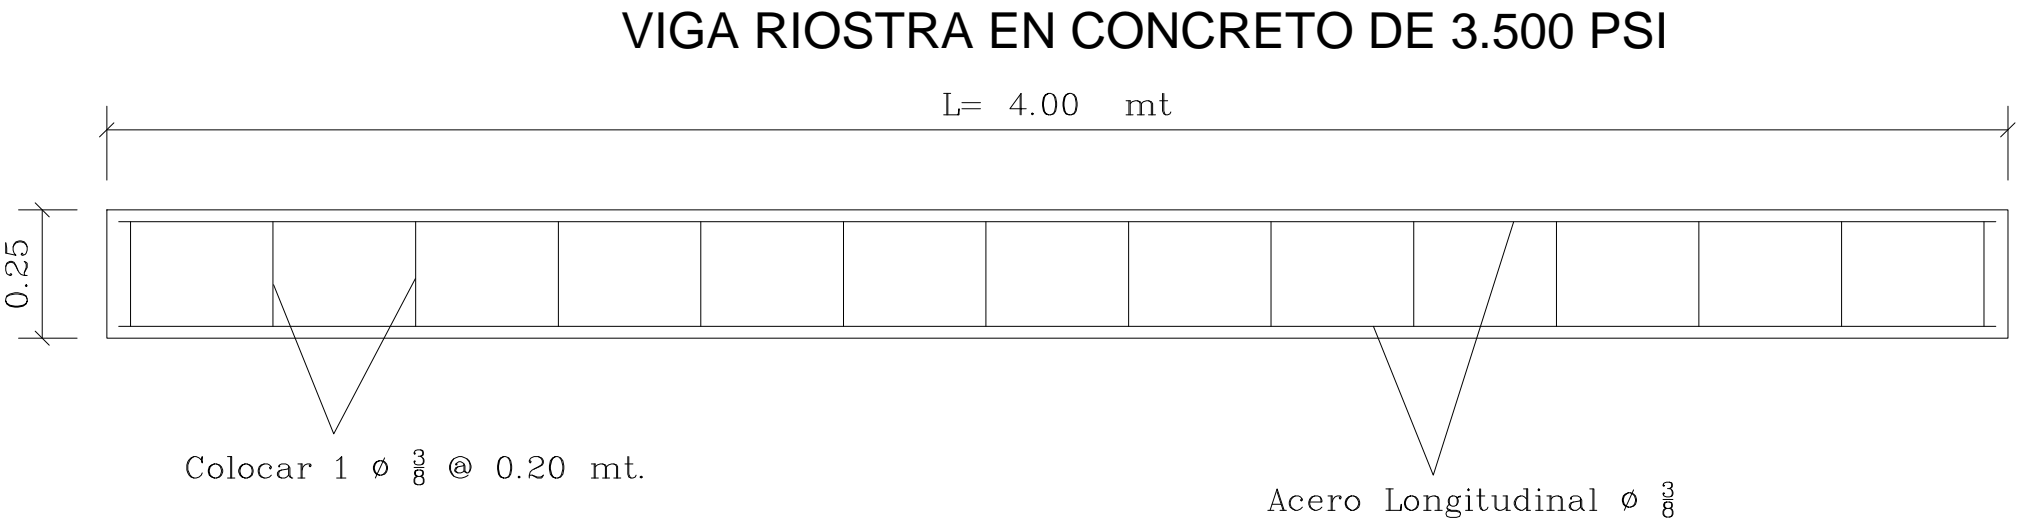 VIGA RIOSTRA EN CONCRETO DE 3.500 PSI
L= 4.00 mt
0.25
Colocar 1 ø 3/8 @ 0.20 mt.
Acero Longitudinal ø 3/8